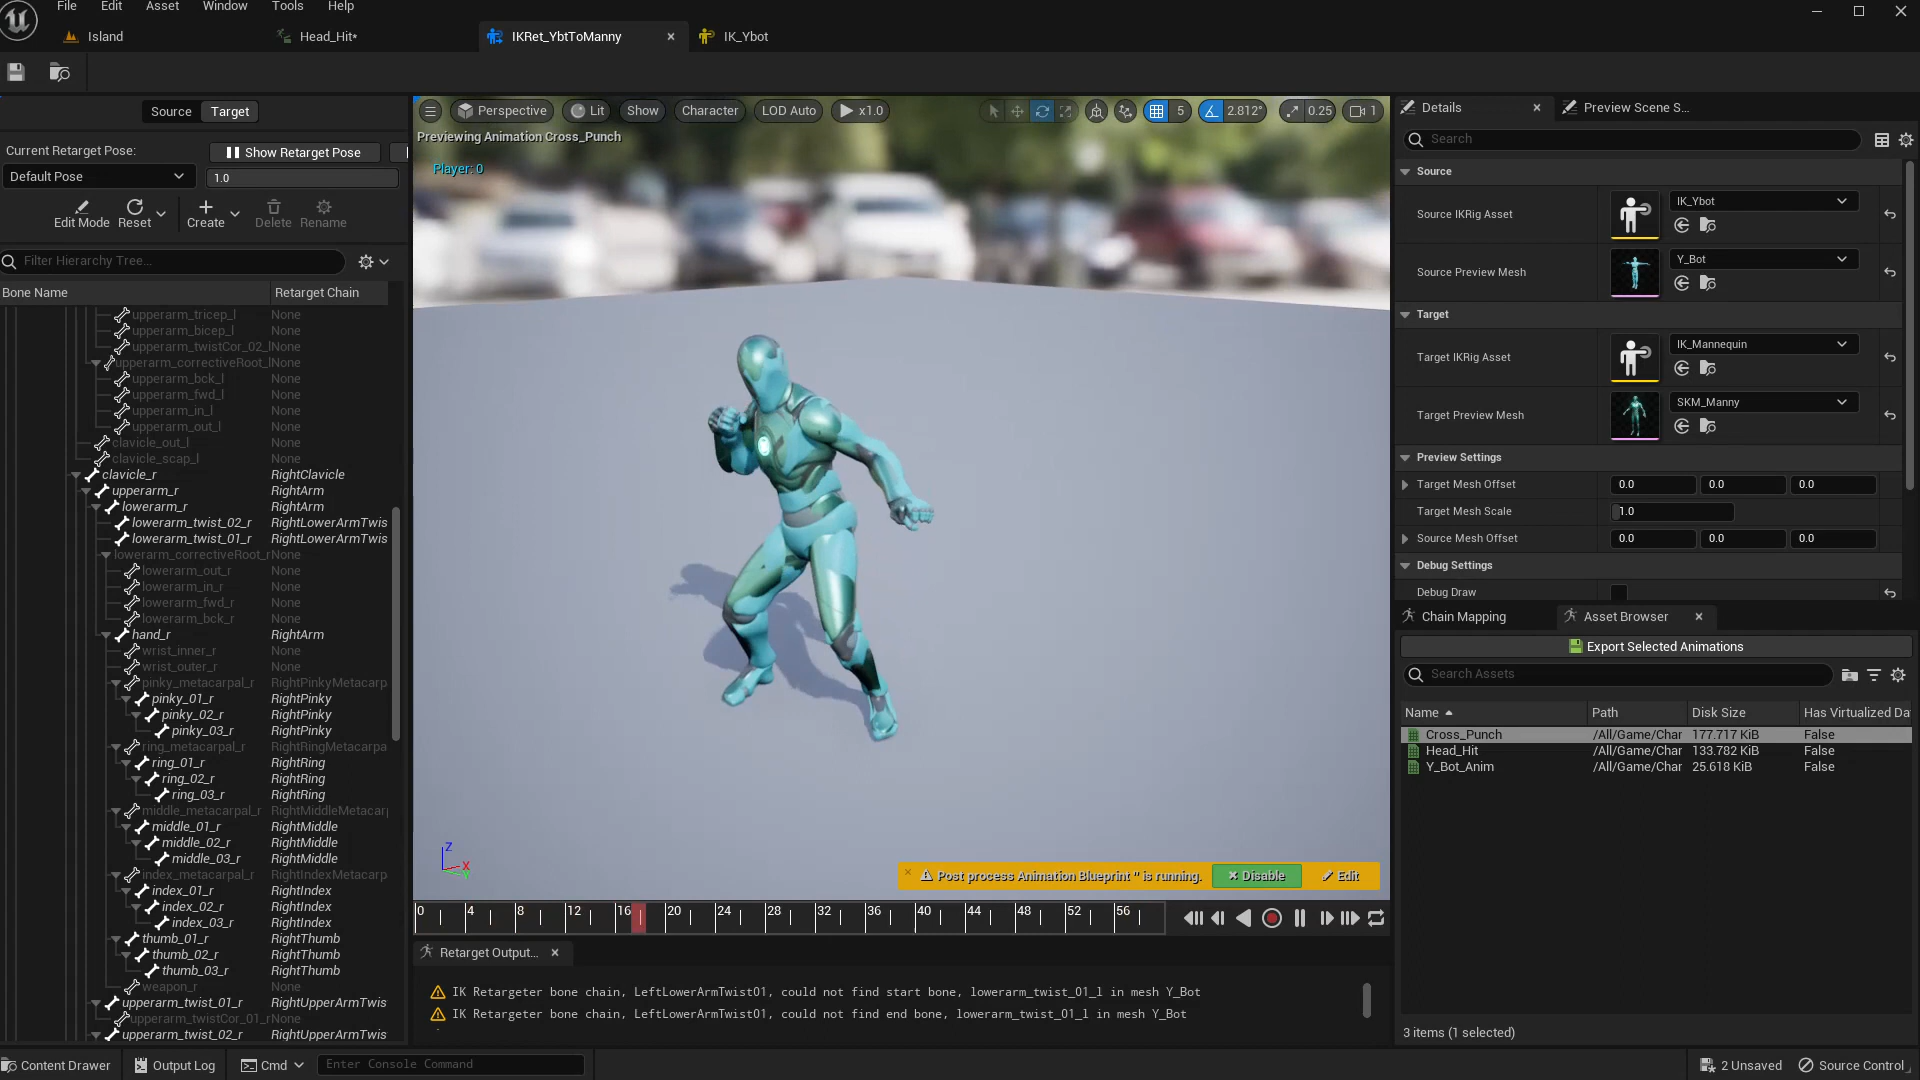 File Edit Asset Window Tools Help
Island Head_Hit* IKRet_YbtToManny IK_Ybot
Source Target
Current Retarget Pose: Show Retarget Pose
Default Pose 1.0
Edit Mode Reset Create Delete Rename
Filter Hierarchy Tree...
Bone Name Retarget Chain
upperarm_tricep_l None
upperarm_bicep_l None
upperarm_twistCor_02_l None
upperarm_correctiveRoot_l None
upperarm_bck_l None
upperarm_fwd_l None
upperarm_in_l None
upperarm_out_l None
clavicle_out_l None
clavicle_scap_l None
clavicle_r RightClavicle
upperarm_r RightArm
lowerarm_r RightArm
lowerarm_twist_02_r RightLowerArmTwis
lowerarm_twist_01_r RightLowerArmTwis
lowerarm_correctiveRoot_r None
lowerarm_out_r None
lowerarm_in_r None
lowerarm_fwd_r None
lowerarm_bck_r None
hand_r RightArm
wrist_inner_r None
wrist_outer_r None
pinky_metacarpal_r RightPinkyMetacarp
pinky_01_r RightPinky
pinky_02_r RightPinky
pinky_03_r RightPinky
ring_metacarpal_r RightRingMetacarpa
ring_01_r RightRing
ring_02_r RightRing
ring_03_r RightRing
middle_metacarpal_r RightMiddleMetacarp
middle_01_r RightMiddle
middle_02_r RightMiddle
middle_03_r RightMiddle
index_metacarpal_r RightIndexMetacarp
index_01_r RightIndex
index_02_r RightIndex
index_03_r RightIndex
thumb_01_r RightThumb
thumb_02_r RightThumb
thumb_03_r RightThumb
weapon_r None
upperarm_twist_01_r RightUpperArmTwis
upperarm_twistCor_01_r None
upperarm_twist_02_r RightUpperArmTwis
Perspective Lit Show Character LOD Auto x1.0 5 2.812° 0.25 1
Previewing Animation Cross_Punch
Player: 0
Z
X
Y
Post process Animation Blueprint '' is running. Disable Edit
0 4 8 12 16 20 24 28 32 36 40 44 48 52 56
Retarget Output...
IK Retargeter bone chain, LeftLowerArmTwist01, could not find start bone, lowerarm_twist_01_l in mesh Y_Bot
IK Retargeter bone chain, LeftLowerArmTwist01, could not find end bone, lowerarm_twist_01_l in mesh Y_Bot
Details Preview Scene S...
Search
Source
Source IKRig Asset IK_Ybot
Source Preview Mesh Y_Bot
Target
Target IKRig Asset IK_Mannequin
Target Preview Mesh SKM_Manny
Preview Settings
Target Mesh Offset 0.0 0.0 0.0
Target Mesh Scale 1.0
Source Mesh Offset 0.0 0.0 0.0
Debug Settings
Debug Draw
Chain Mapping Asset Browser
Export Selected Animations
Search Assets
Name Path Disk Size Has Virtualized Da
Cross_Punch /All/Game/Char 177.717 KiB False
Head_Hit /All/Game/Char 133.782 KiB False
Y_Bot_Anim /All/Game/Char 25.618 KiB False
3 items (1 selected)
Content Drawer Output Log Cmd Enter Console Command 2 Unsaved Source Control